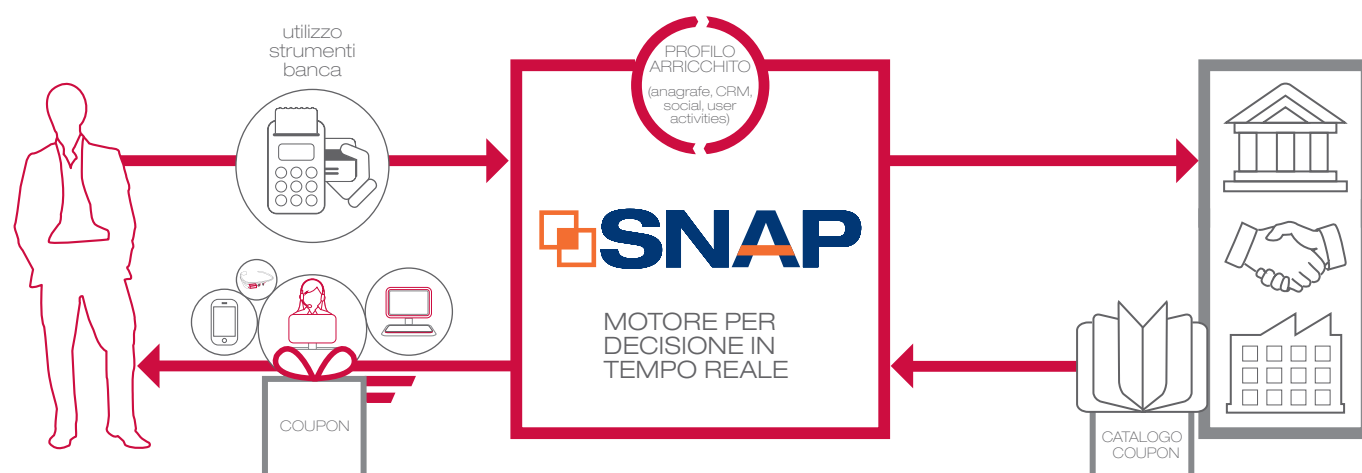 utilizzo
strumenti
banca
PROFILO
ARRICCHITO
(anagrafe, CRM,
social, user
activities)
SNAP
MOTORE PER
DECISIONE IN
TEMPO REALE
COUPON
CATALOGO
COUPON